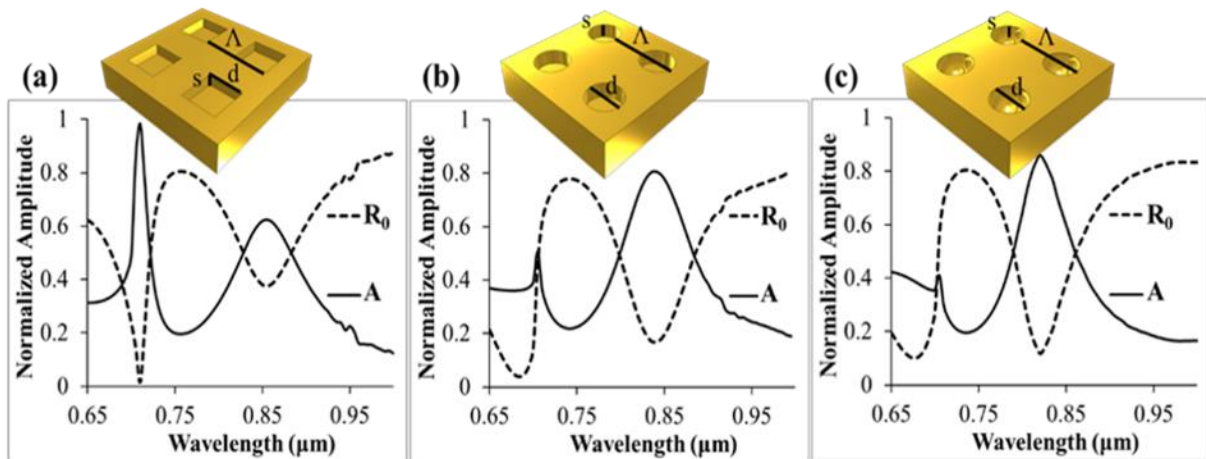 (a)
Λ
s
d
Normalized Amplitude
1
0.8
0.6
0.4
0.2
0
R₀
A
0.65 0.75 0.85 0.95
Wavelength (µm)
(b)
s
Λ
d
Normalized Amplitude
1
0.8
0.6
0.4
0.2
0
R₀
A
0.65 0.75 0.85 0.95
Wavelength (µm)
(c)
s
Λ
d
Normalized Amplitude
1
0.8
0.6
0.4
0.2
0
R₀
A
0.65 0.75 0.85 0.95
Wavelength (µm)